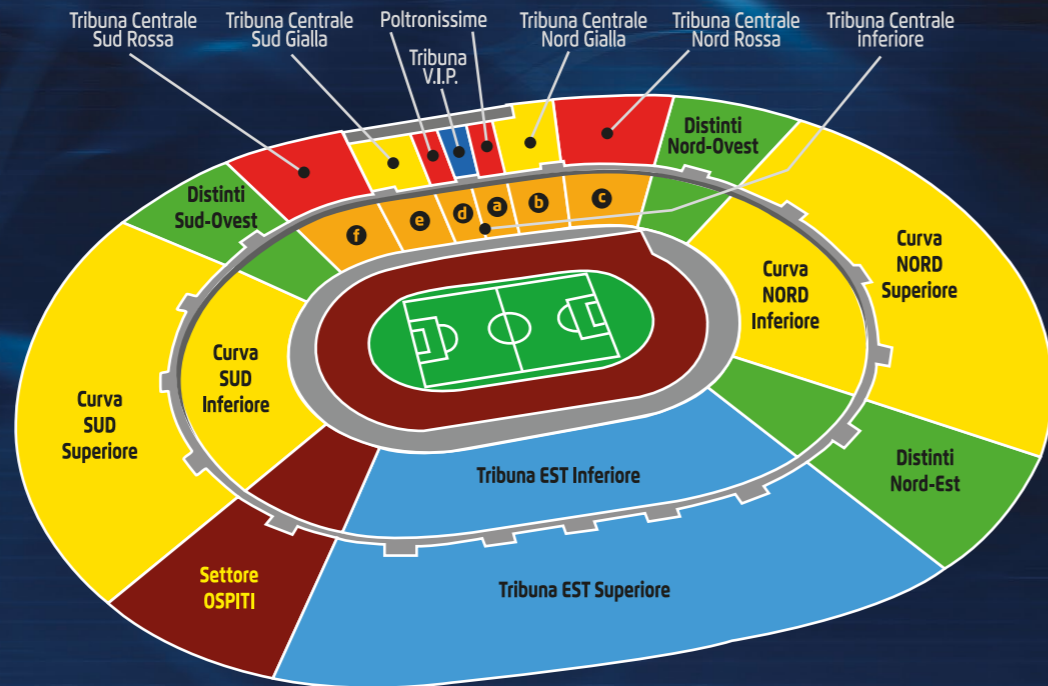 Tribuna Centrale
Sud Rossa
Tribuna Centrale
Sud Gialla
Poltronissime
Tribuna
V.I.P.
Tribuna Centrale
Nord Gialla
Tribuna Centrale
Nord Rossa
Tribuna Centrale
inferiore
Distinti
Nord-Ovest
Distinti
Sud-Ovest
f
e
d
a
b
c
Curva
NORD
Superiore
Curva
NORD
Inferiore
Curva
SUD
Inferiore
Curva
SUD
Superiore
Tribuna EST Inferiore
Distinti
Nord-Est
Settore
OSPITI
Tribuna EST Superiore